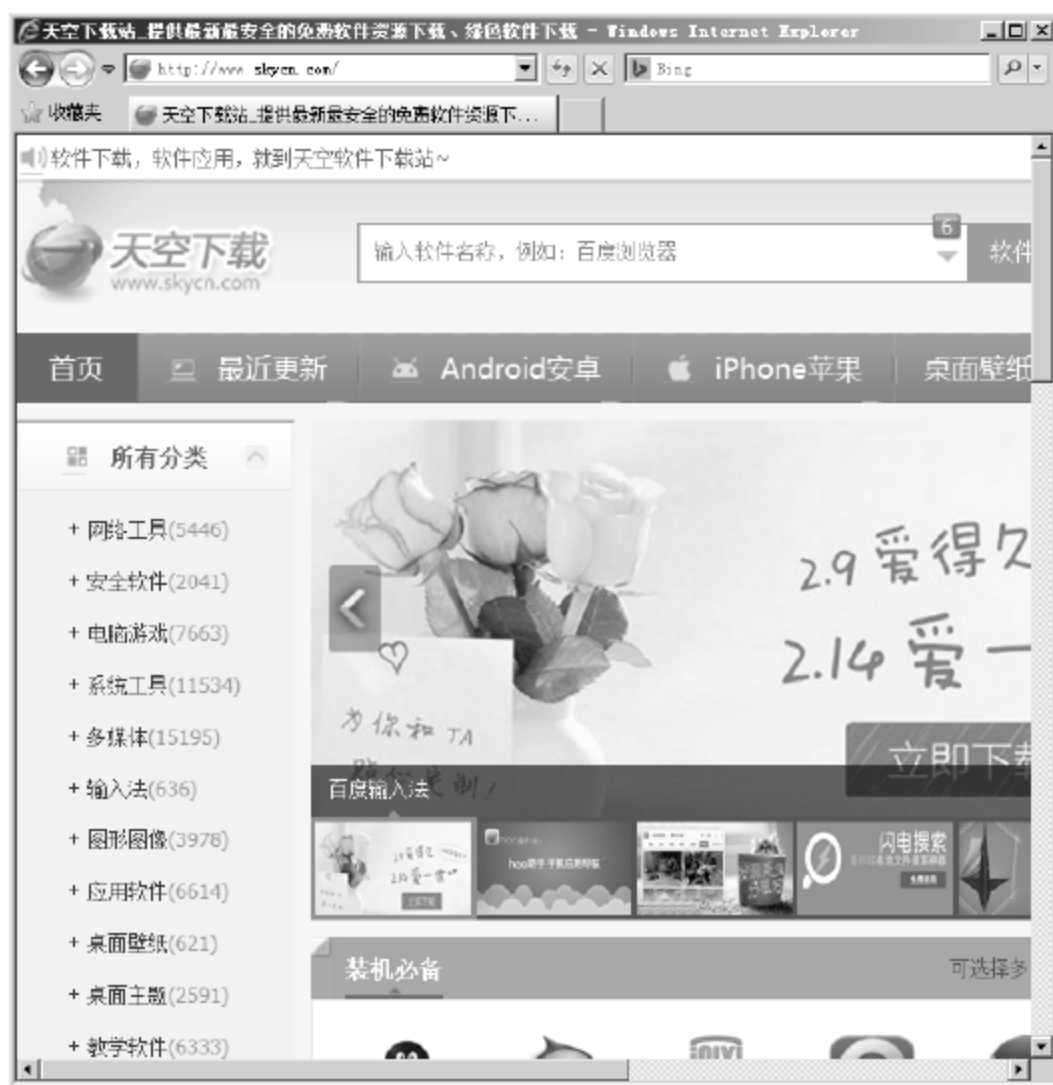 天空下载站_提供最新最安全的免费软件资源下载、绿色软件下载 - Windows Internet Explorer
http://www.skycn.com/
Bing
收藏夹
天空下载站_提供最新最安全的免费软件资源下...
软件下载，软件应用，就到天空软件下载站~
天空下载
www.skycn.com
输入软件名称，例如：百度浏览器
6
软件
首页 最近更新 Android安卓 iPhone苹果 桌面壁纸
所有分类
+ 网络工具(5446)
+ 安全软件(2041)
+ 电脑游戏(7663)
+ 系统工具(11534)
+ 多媒体(15195)
+ 输入法(636)
+ 图形图像(3978)
+ 应用软件(6614)
+ 桌面壁纸(621)
+ 桌面主题(2591)
+ 教学软件(6333)
2.9 爱得久
2.14 爱一
为你和TA
立即下载
百度输入法
闪电搜索
装机必备
可选择多